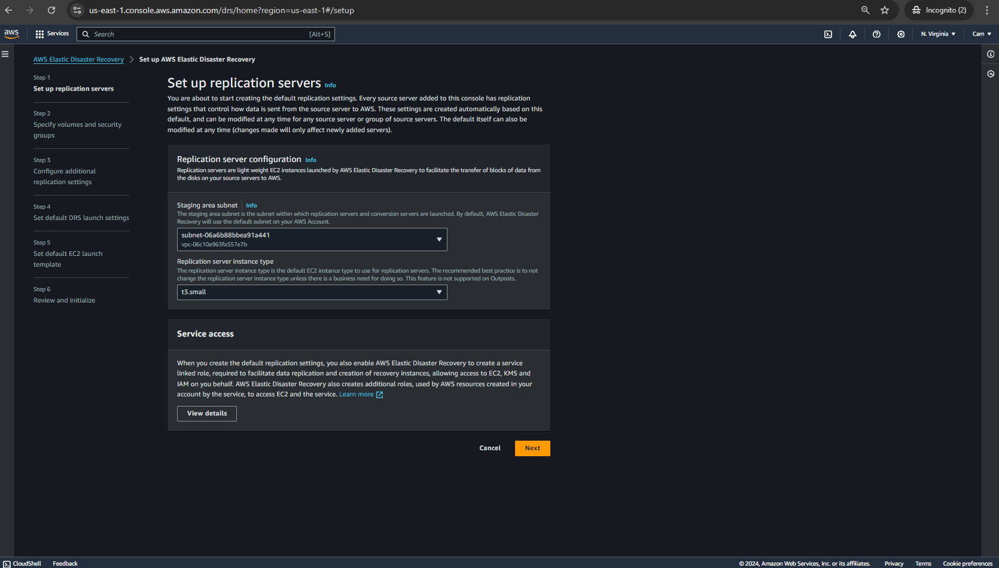 us-east-1.console.aws.amazon.com/drs/home?region=us-east-1#/setup
Incognito (2)
aws
Services
Search
[Alt+S]
N. Virginia
Cam
AWS Elastic Disaster Recovery
Set up AWS Elastic Disaster Recovery
Step 1
Set up replication servers
Step 2
Specify volumes and security
groups
Step 3
Configure additional
replication settings
Step 4
Set default DRS launch settings
Step 5
Set default EC2 launch
template
Step 6
Review and initialize
Set up replication servers Info
You are about to start creating the default replication settings. Every source server added to this console has replication
settings that control how data is sent from the source server to AWS. These settings are created automatically based on this
default, and can be modified at any time for any source server or group of source servers. The default itself can also be
modified at any time (changes made will only affect newly added servers).
Replication server configuration Info
Replication servers are light weight EC2 instances launched by AWS Elastic Disaster Recovery to facilitate the transfer of blocks of data from
the disks on your source servers to AWS.
Staging area subnet Info
The staging area subnet is the subnet within which replication servers and conversion servers are launched. By default, AWS Elastic Disaster
Recovery will use the default subnet on your AWS Account.
subnet-06a6b88bbea91a441
vpc-06c10a963fa557e7b
Replication server instance type
The replication server instance type is the default EC2 instance type to use for replication servers. The recommended best practice is to not
change the replication server instance type unless there is a business need for doing so. This feature is not supported on Outposts.
t3.small
Service access
When you create the default replication settings, you also enable AWS Elastic Disaster Recovery to create a service
linked role, required to facilitate data replication and creation of recovery instances, allowing access to EC2, KMS and
IAM on you behalf. AWS Elastic Disaster Recovery also creates additional roles, used by AWS resources created in your
account by the service, to access EC2 and the service. Learn more
View details
Cancel
Next
CloudShell
Feedback
© 2024, Amazon Web Services, Inc. or its affiliates.
Privacy
Terms
Cookie preferences